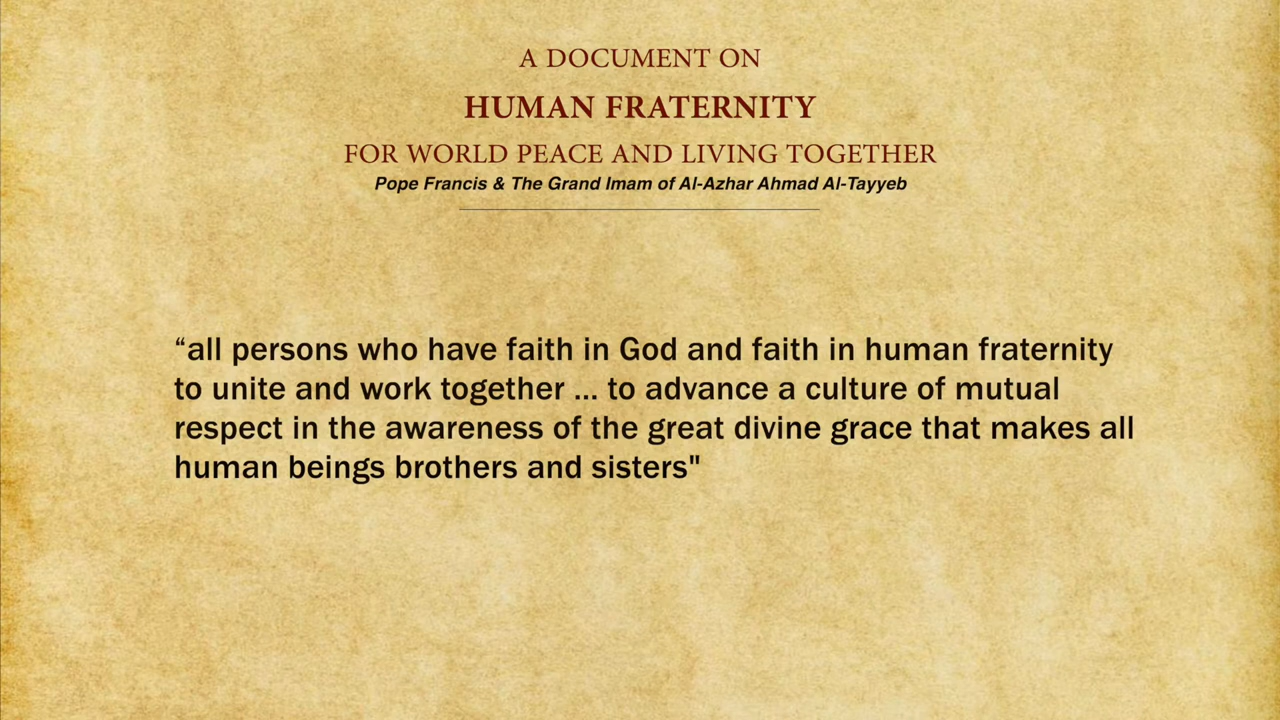 A DOCUMENT ON
HUMAN FRATERNITY
FOR WORLD PEACE AND LIVING TOGETHER
Pope Francis & The Grand Imam of Al-Azhar Ahmad Al-Tayyeb
“all persons who have faith in God and faith in human fraternity
to unite and work together ... to advance a culture of mutual
respect in the awareness of the great divine grace that makes all
human beings brothers and sisters"